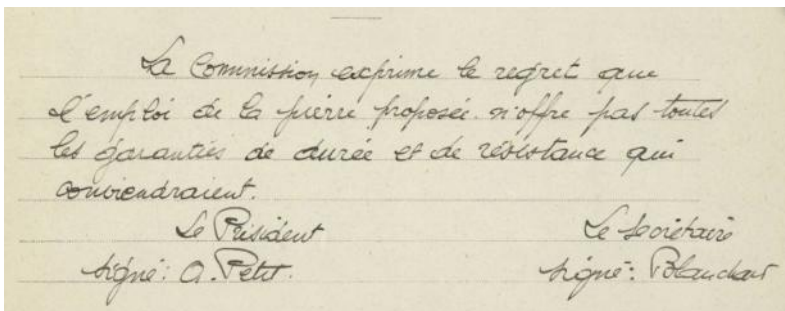 La Commission exprime le regret que
l'emploi de la pierre proposée n'offre pas toutes
les garanties de durée et de résistance qui
conviendraient.
Le Président Le Secrétaire
signé: A. Petit. signé: Blanchard